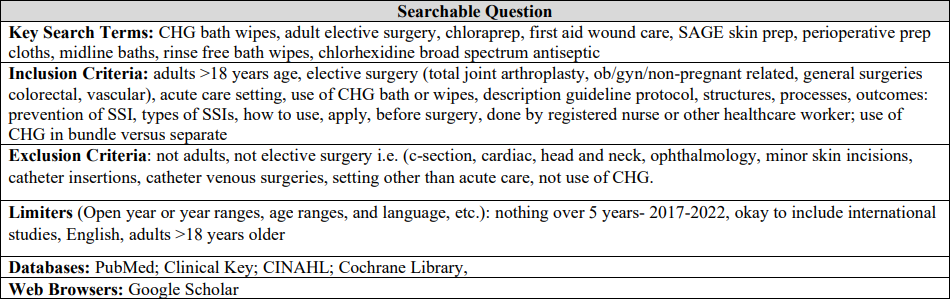 Searchable Question
Key Search Terms: CHG bath wipes, adult elective surgery, chloraprep, first aid wound care, SAGE skin prep, perioperative prep
cloths, midline baths, rinse free bath wipes, chlorhexidine broad spectrum antiseptic
Inclusion Criteria: adults >18 years age, elective surgery (total joint arthroplasty, ob/gyn/non-pregnant related, general surgeries
colorectal, vascular), acute care setting, use of CHG bath or wipes, description guideline protocol, structures, processes, outcomes:
prevention of SSI, types of SSIs, how to use, apply, before surgery, done by registered nurse or other healthcare worker; use of
CHG in bundle versus separate
Exclusion Criteria: not adults, not elective surgery i.e. (c-section, cardiac, head and neck, ophthalmology, minor skin incisions,
catheter insertions, catheter venous surgeries, setting other than acute care, not use of CHG.
Limiters (Open year or year ranges, age ranges, and language, etc.): nothing over 5 years- 2017-2022, okay to include international
studies, English, adults >18 years older
Databases: PubMed; Clinical Key; CINAHL; Cochrane Library,
Web Browsers: Google Scholar